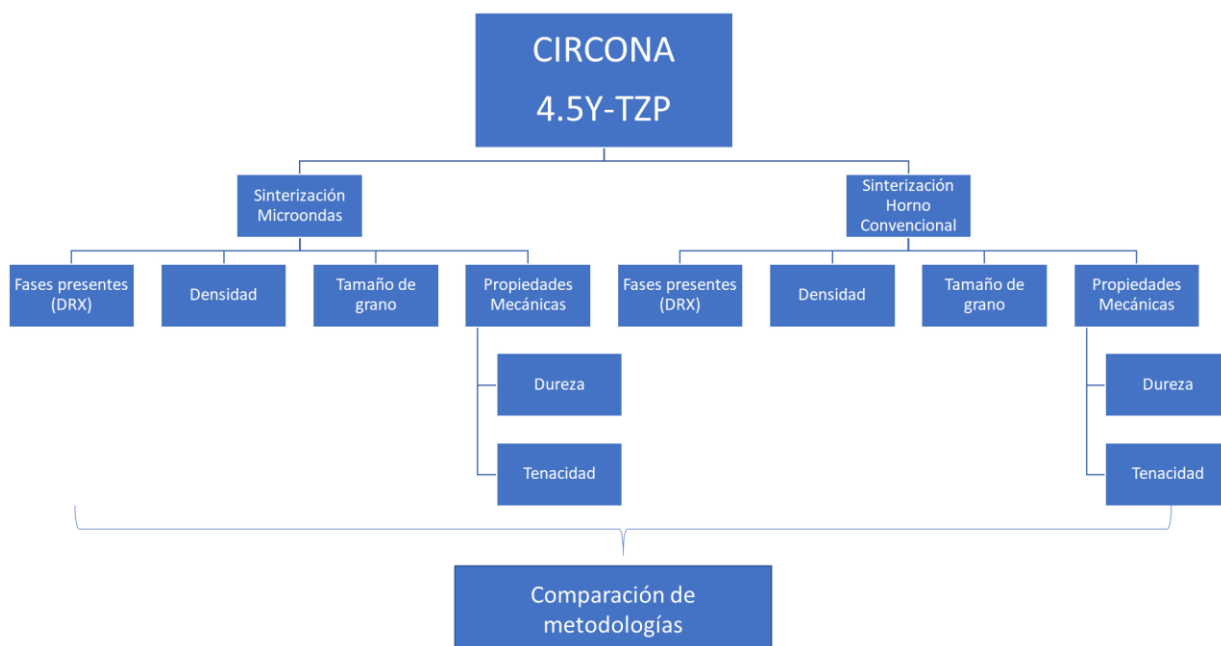 CIRCONA
4.5Y-TZP
Sinterización
Microondas
Sinterización
Horno
Convencional
Fases presentes
(DRX)
Densidad
Tamaño de
grano
Propiedades
Mecánicas
Fases presentes
(DRX)
Densidad
Tamaño de
grano
Propiedades
Mecánicas
Dureza
Dureza
Tenacidad
Tenacidad
Comparación de
metodologías